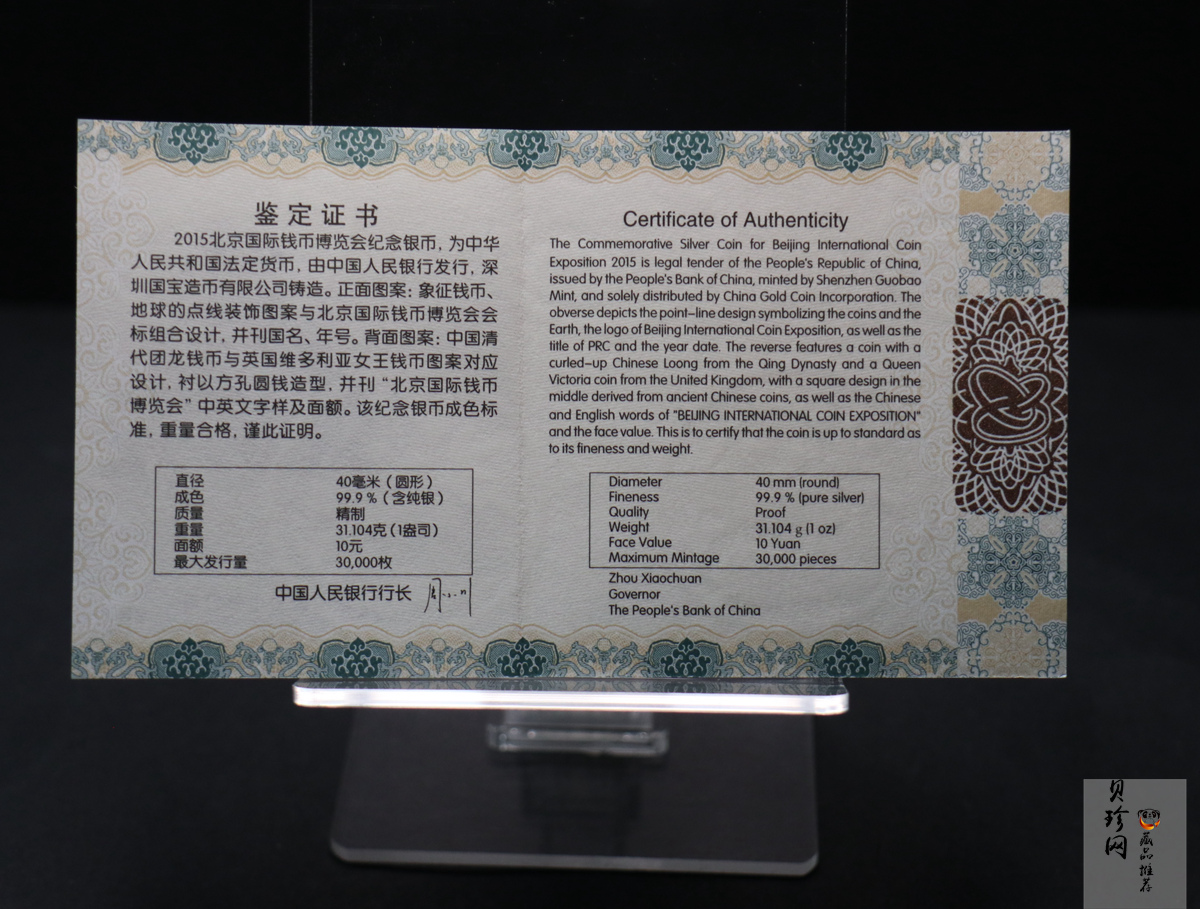 鉴定证书
2015北京国际钱币博览会纪念银币，为中华
人民共和国法定货币，由中国人民银行发行，深
圳国宝造币有限公司铸造。正面图案：象征钱币、
地球的点线装饰图案与北京国际钱币博览会会
标组合设计，并刊国名、年号。背面图案：中国清
代团龙钱币与英国维多利亚女王钱币图案对应
设计，衬以方孔圆钱造型，并刊“北京国际钱币
博览会”中英文字样及面额。该纪念银币成色标
准，重量合格，谨此证明。
直径 40毫米（圆形）
成色 99.9 %（含纯银）
质量 精制
重量 31.104克（1盎司）
面额 10元
最大发行量 30,000枚
中国人民银行行长
Certificate of Authenticity
The Commemorative Silver Coin for Beijing International Coin
Exposition 2015 is legal tender of the People's Republic of China,
issued by the People's Bank of China, minted by Shenzhen Guobao
Mint, and solely distributed by China Gold Coin Incorporation. The
obverse depicts the point-line design symbolizing the coins and the
Earth, the logo of Beijing International Coin Exposition, as well as the
title of PRC and the year date. The reverse features a coin with a
curled-up Chinese Loong from the Qing Dynasty and a Queen
Victoria coin from the United Kingdom, with a square design in the
middle derived from ancient Chinese coins, as well as the Chinese
and English words of "BEIJING INTERNATIONAL COIN EXPOSITION"
and the face value. This is to certify that the coin is up to standard as
to its fineness and weight.
Diameter 40 mm (round)
Fineness 99.9 % (pure silver)
Quality Proof
Weight 31.104 g (1 oz)
Face Value 10 Yuan
Maximum Mintage 30,000 pieces
Zhou Xiaochuan
Governor
The People's Bank of China
贝珍网
藏品推荐